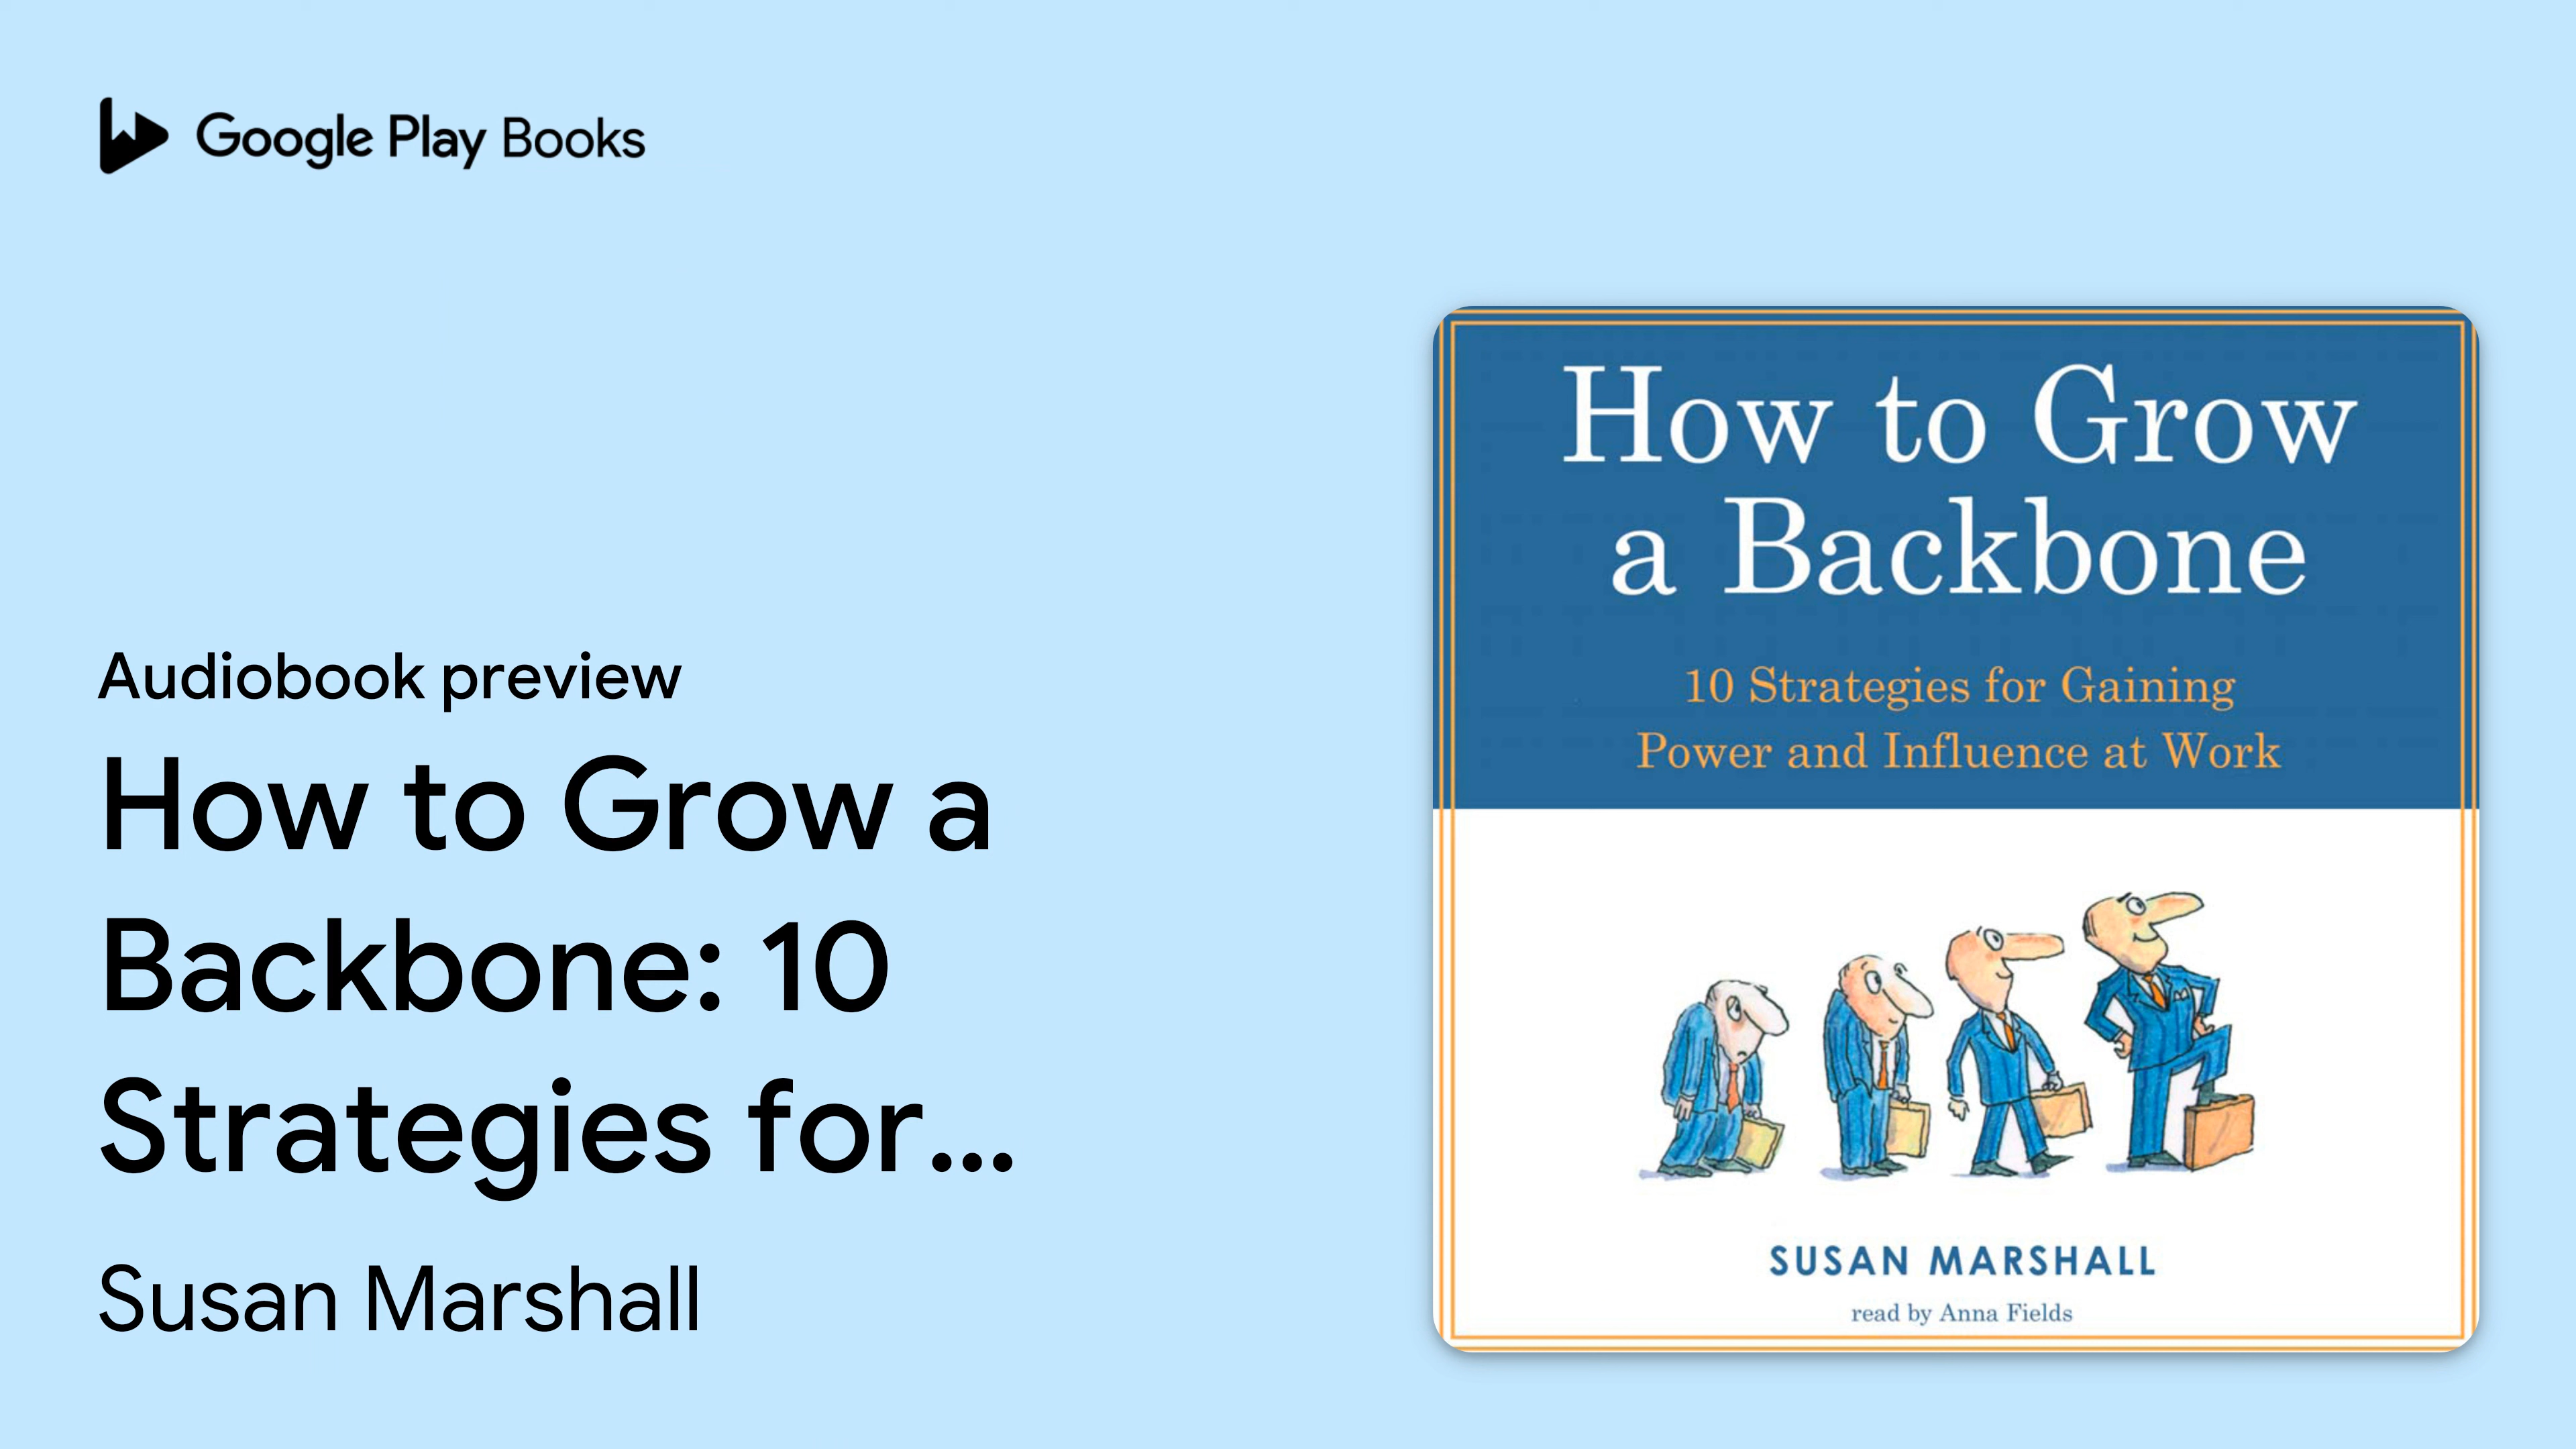 Google Play Books
Audiobook preview
How to Grow a
Backbone: 10
Strategies for...
Susan Marshall
How to Grow
a Backbone
10 Strategies for Gaining
Power and Influence at Work
SUSAN MARSHALL
read by Anna Fields